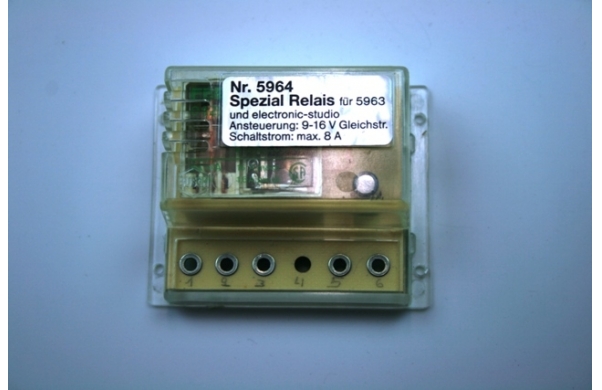 Nr. 5964
Spezial Relais für 5963
und electronic-studio
Ansteuerung: 9-16 V Gleichstr.
Schaltstrom: max. 8 A
1 2 3 4 5 6